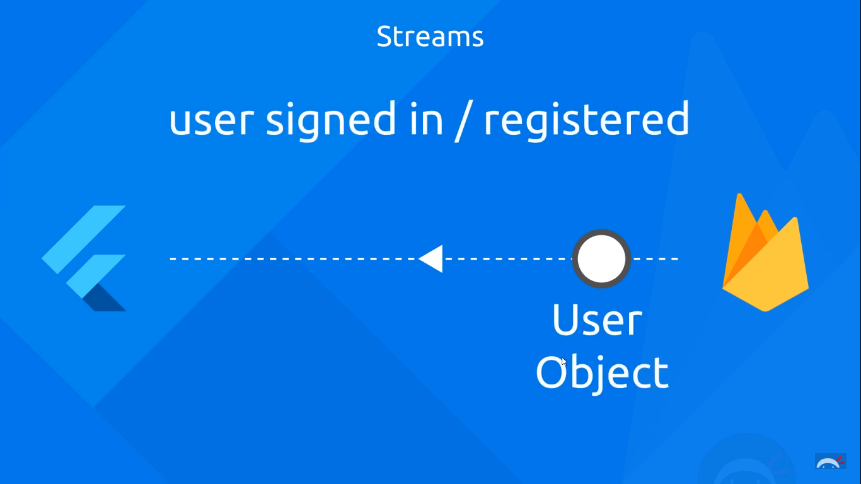 Streams
user signed in / registered
User
Object